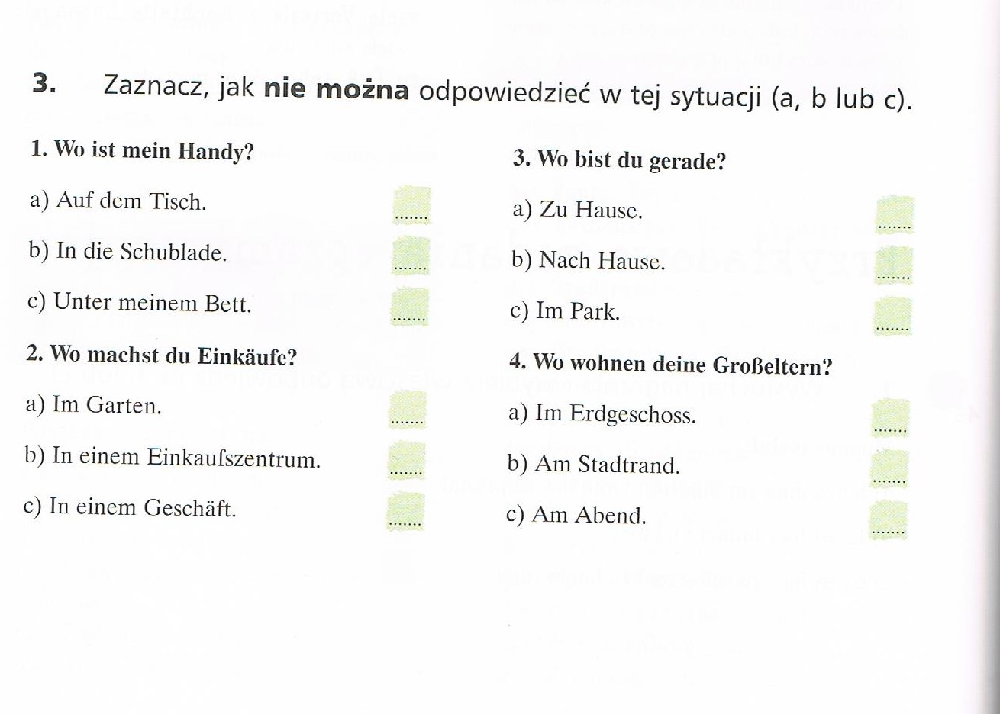 3. Zaznacz, jak nie można odpowiedzieć w tej sytuacji (a, b lub c).
1. Wo ist mein Handy?
a) Auf dem Tisch. .......
b) In die Schublade. .......
c) Unter meinem Bett. .......
2. Wo machst du Einkäufe?
a) Im Garten. .......
b) In einem Einkaufszentrum. .......
c) In einem Geschäft. .......
3. Wo bist du gerade?
a) Zu Hause. .......
b) Nach Hause. .......
c) Im Park. .......
4. Wo wohnen deine Großeltern?
a) Im Erdgeschoss. .......
b) Am Stadtrand. .......
c) Am Abend. .......